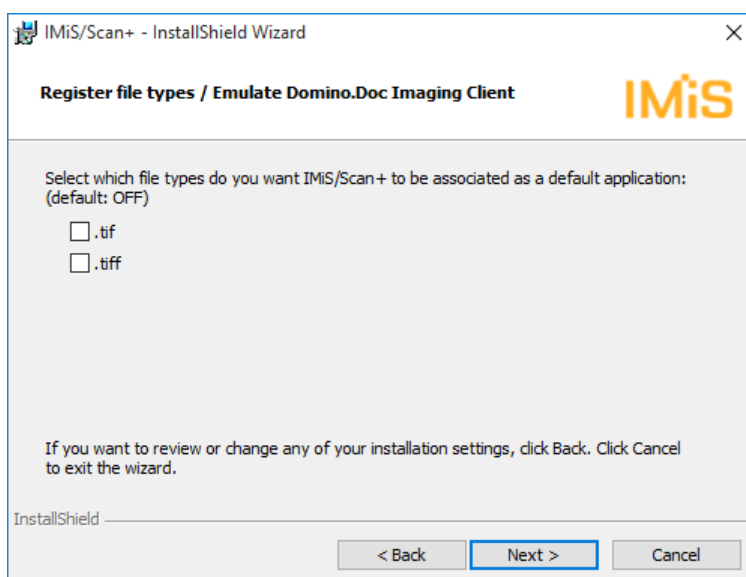 IMiS/Scan+ - InstallShield Wizard
Register file types / Emulate Domino.Doc Imaging Client
IMiS
Select which file types do you want IMiS/Scan+ to be associated as a default application:
(default: OFF)
.tif
.tiff
If you want to review or change any of your installation settings, click Back. Click Cancel
to exit the wizard.
InstallShield
< Back Next > Cancel